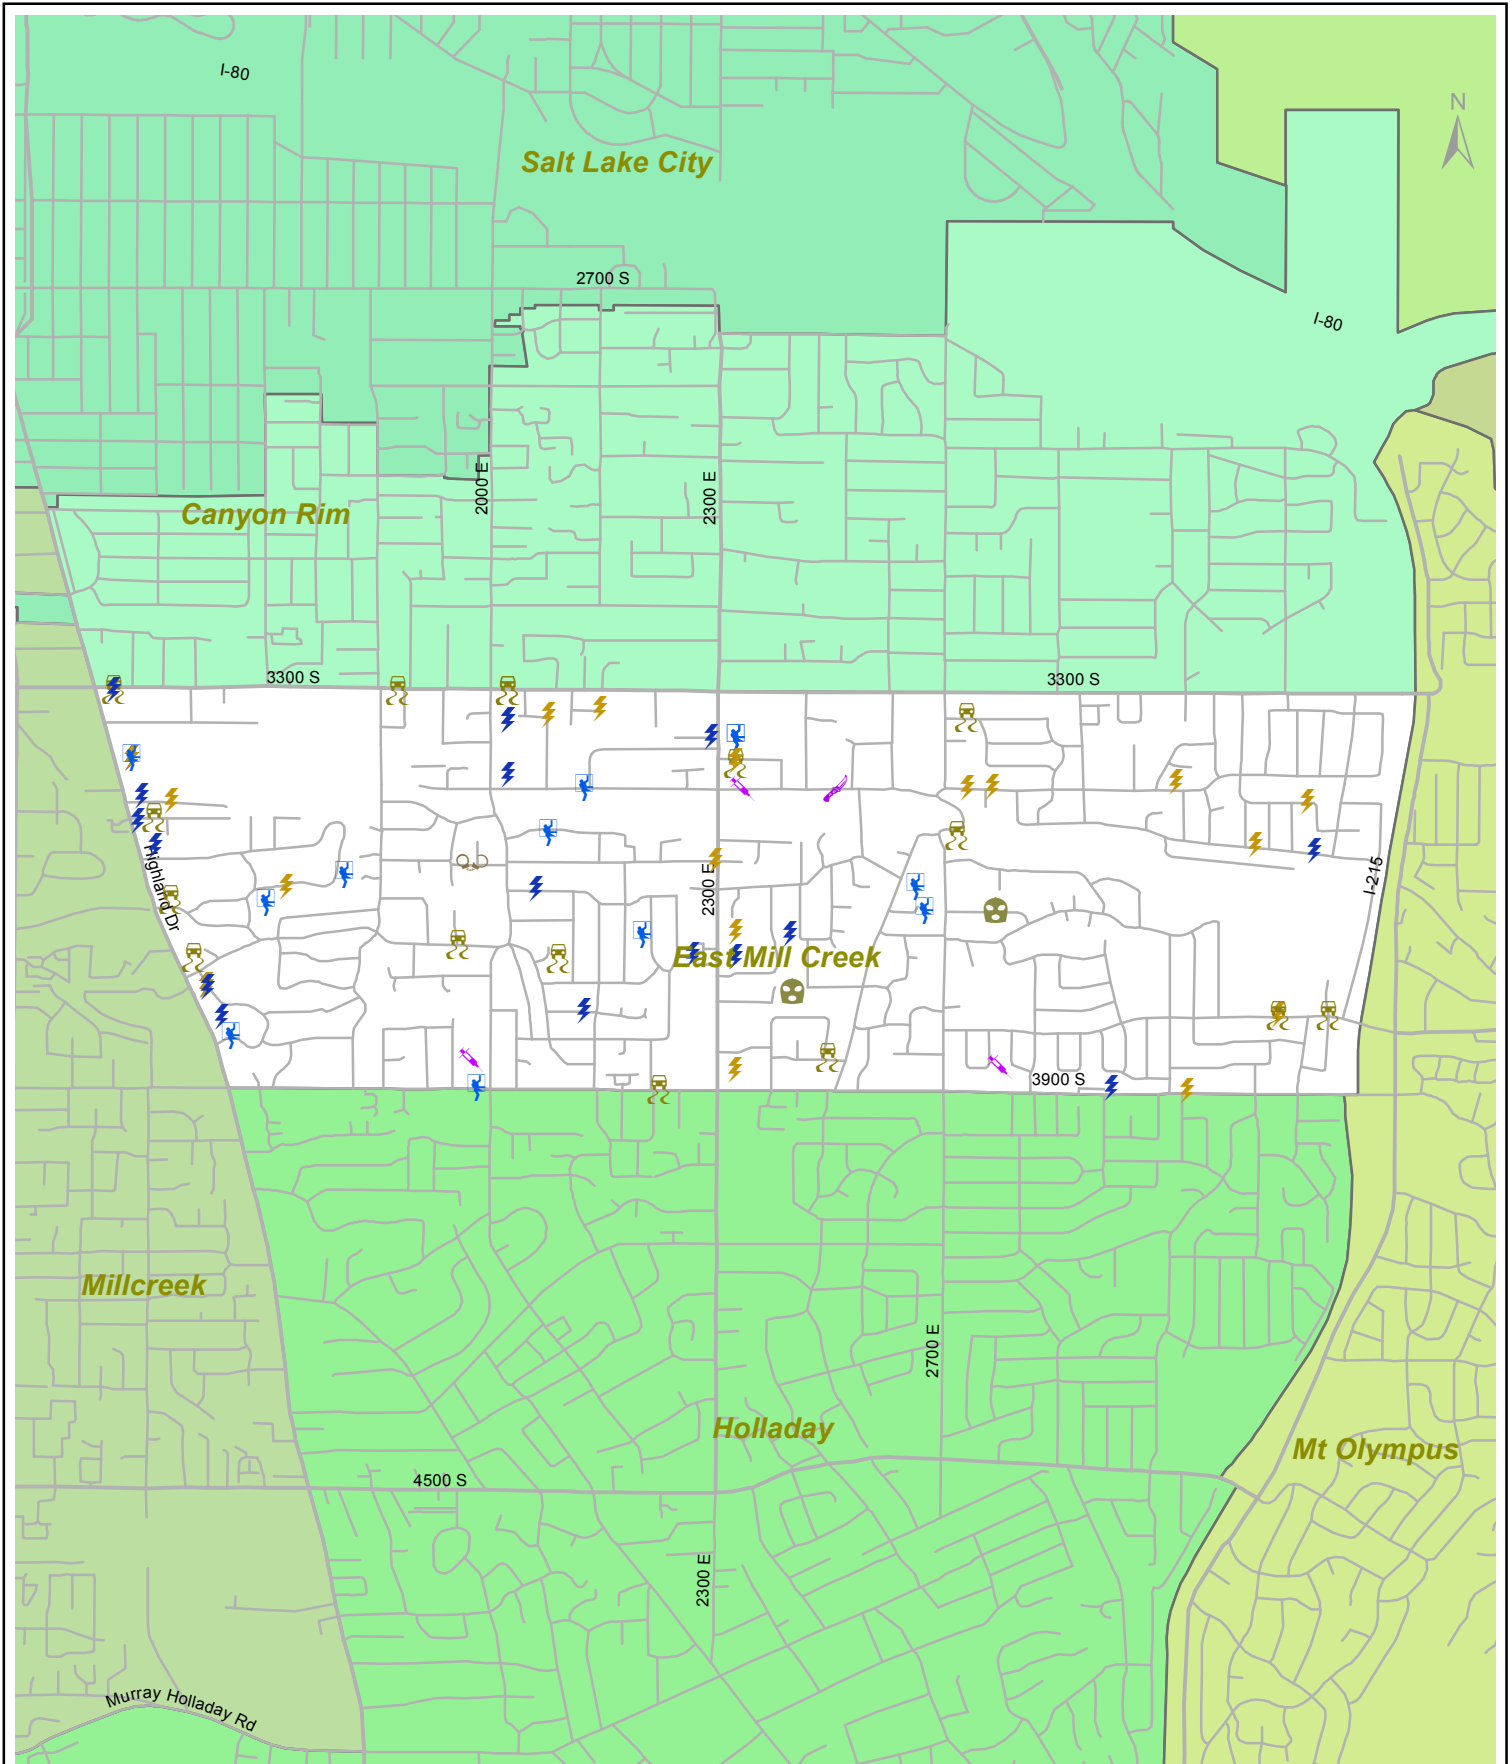 I-80
N
Salt Lake City
2700 S
I-80
2000 E
2300 E
Canyon Rim
3300 S
3300 S
Highland Dr
2300 E
I-215
East Mill Creek
3900 S
Millcreek
2700 E
Holladay
Mt Olympus
4500 S
2300 E
Murray Holladay Rd